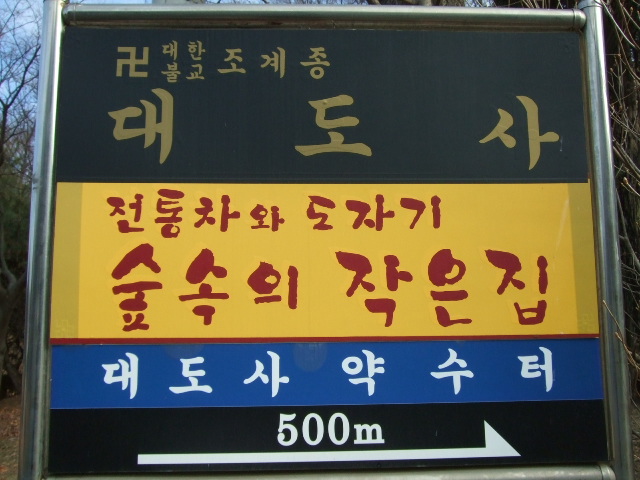 卍 대한불교 조계종
대도사
전통차와 도자기
숲속의 작은집
대도사 약수터
500m